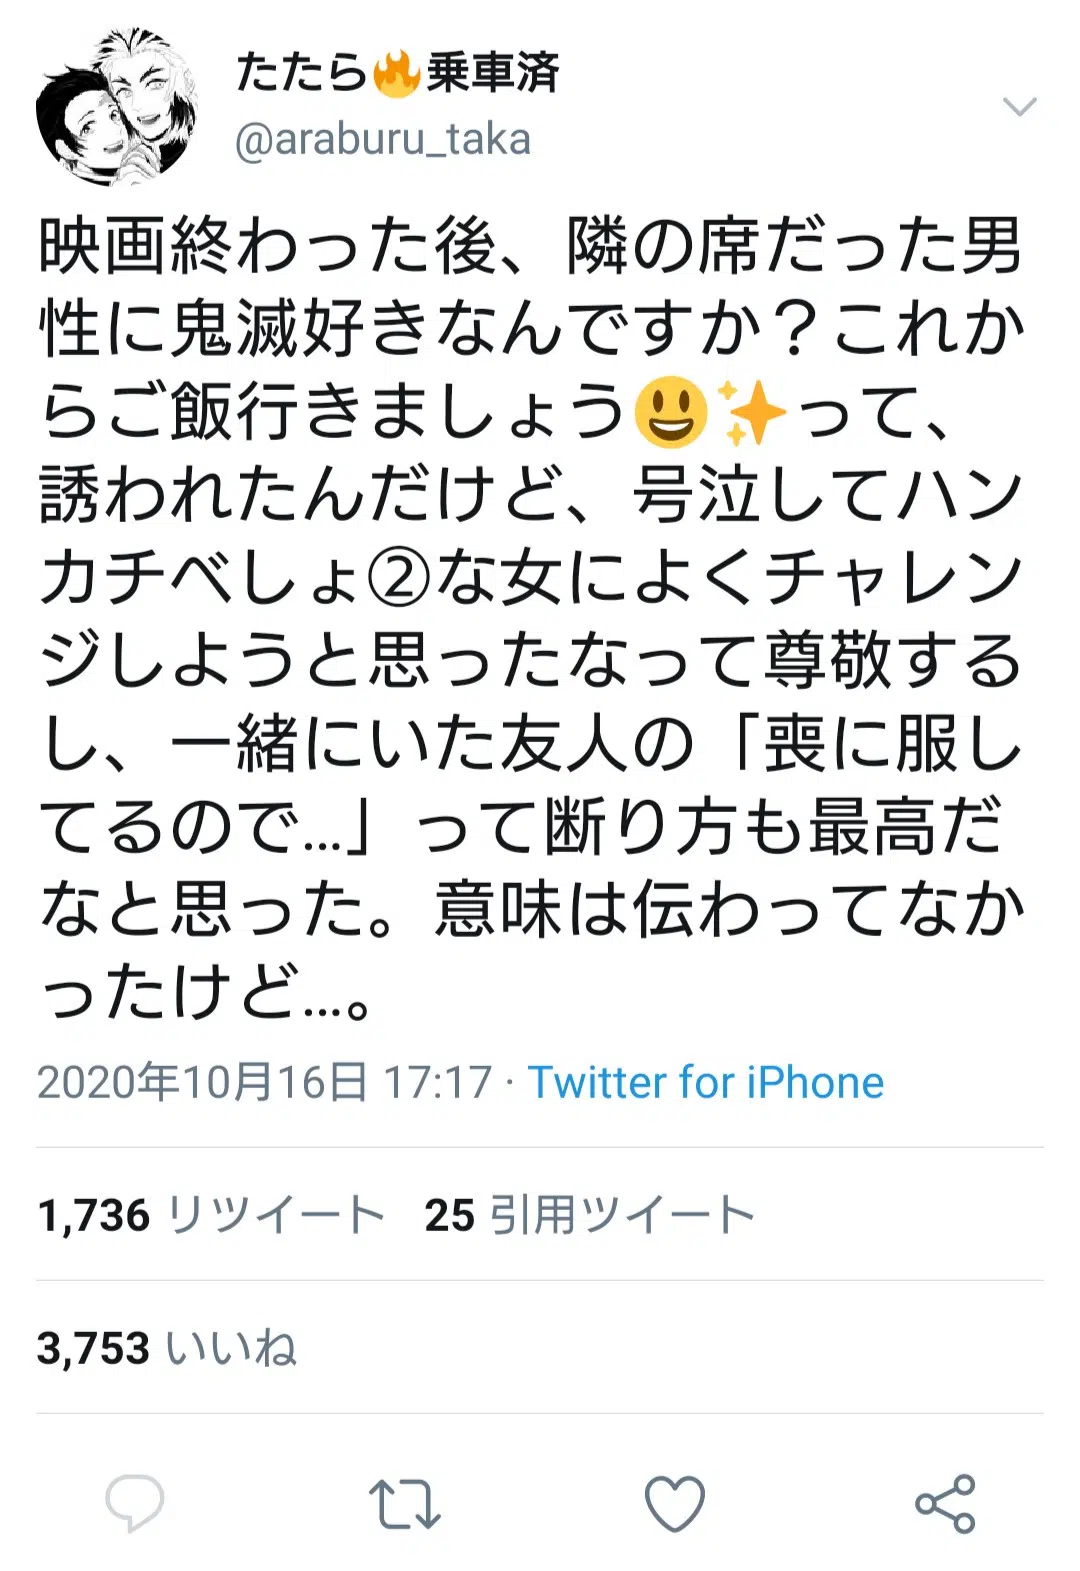 たたら🔥乗車済
@araburu_taka
映画終わった後、隣の席だった男
性に鬼滅好きなんですか？これか
らご飯行きましょう😃✨って、
誘われたんだけど、号泣してハン
カチべしょ②な女によくチャレン
ジしようと思ったなって尊敬する
し、一緒にいた友人の「喪に服し
てるので…」って断り方も最高だ
なと思った。意味は伝わってなか
ったけど…。
2020年10月16日 17:17 · Twitter for iPhone
1,736 リツイート 25 引用ツイート
3,753 いいね